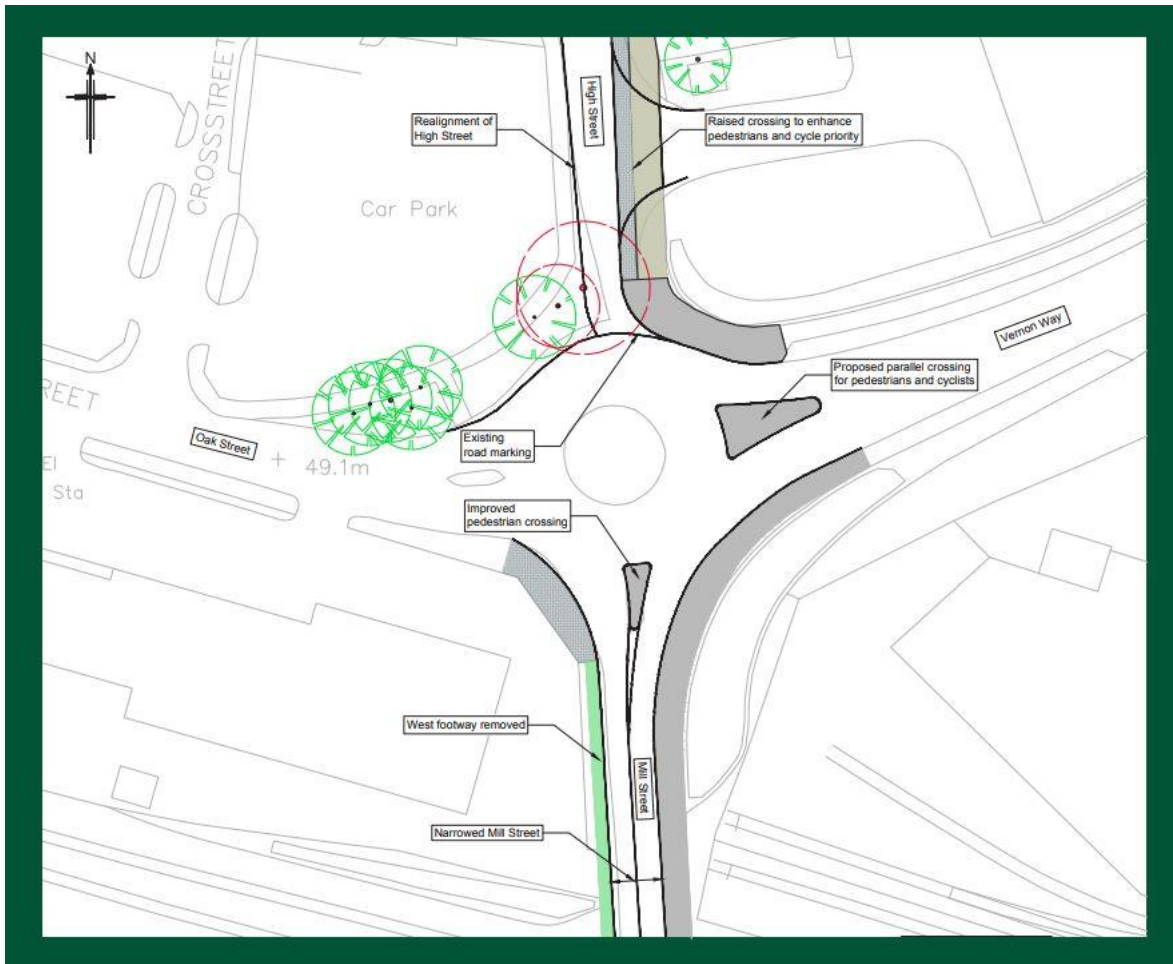 N
CROSSSTREET
High Street
Realignment of
High Street
Raised crossing to enhance
pedestrians and cycle priority
Car Park
Vernon Way
Proposed parallel crossing
for pedestrians and cyclists
REET
Oak Street
49.1m
El
Sta
Existing
road marking
Improved
pedestrian crossing
West footway removed
Mill Street
Narrowed Mill Street